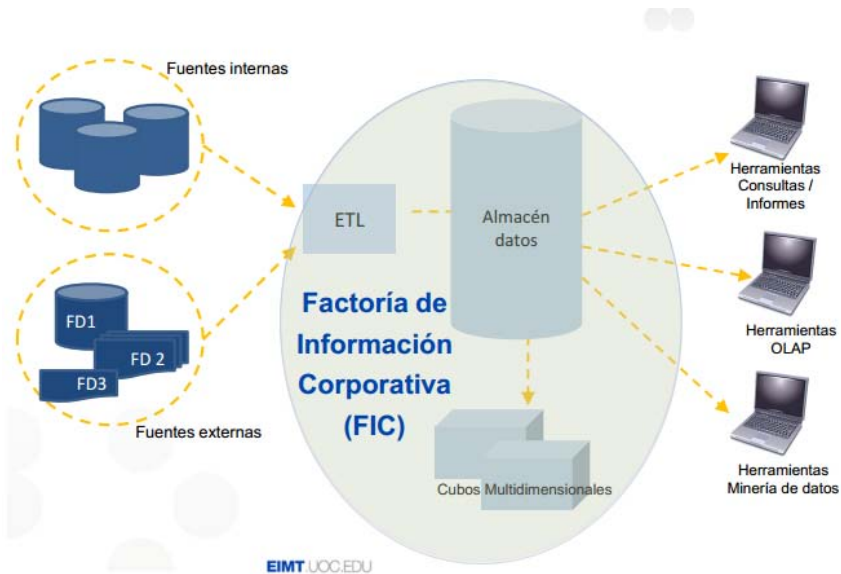 Fuentes internas
ETL
Almacén
datos
Herramientas
Consultas /
Informes
FD1
FD 2
FD3
Factoría de
Información
Corporativa
(FIC)
Herramientas
OLAP
Fuentes externas
Cubos Multidimensionales
Herramientas
Minería de datos
EIMT.UOC.EDU